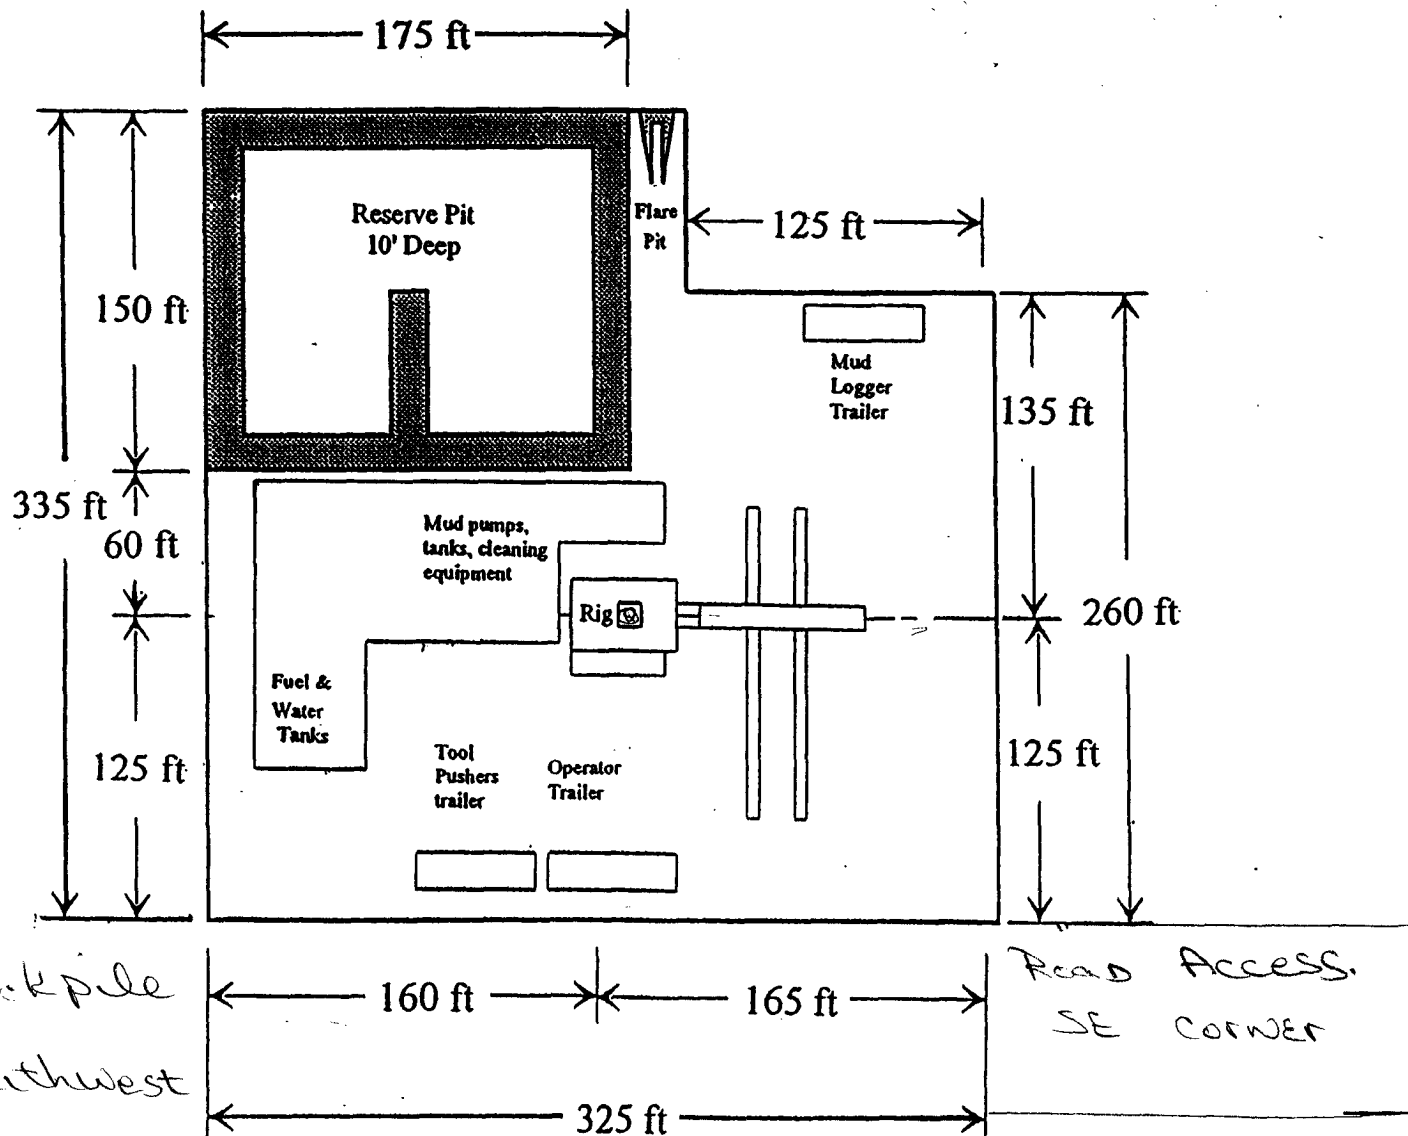 175 ft
Reserve Pit
10' Deep
Flare
Pit
125 ft
150 ft
Mud
Logger
Trailer
135 ft
335 ft
60 ft
Mud pumps,
tanks, cleaning
equipment
Rig
260 ft
Fuel &
Water
Tanks
125 ft
Tool
Pushers
trailer
Operator
Trailer
125 ft
160 ft
165 ft
Road Access.
SE corner
325 ft